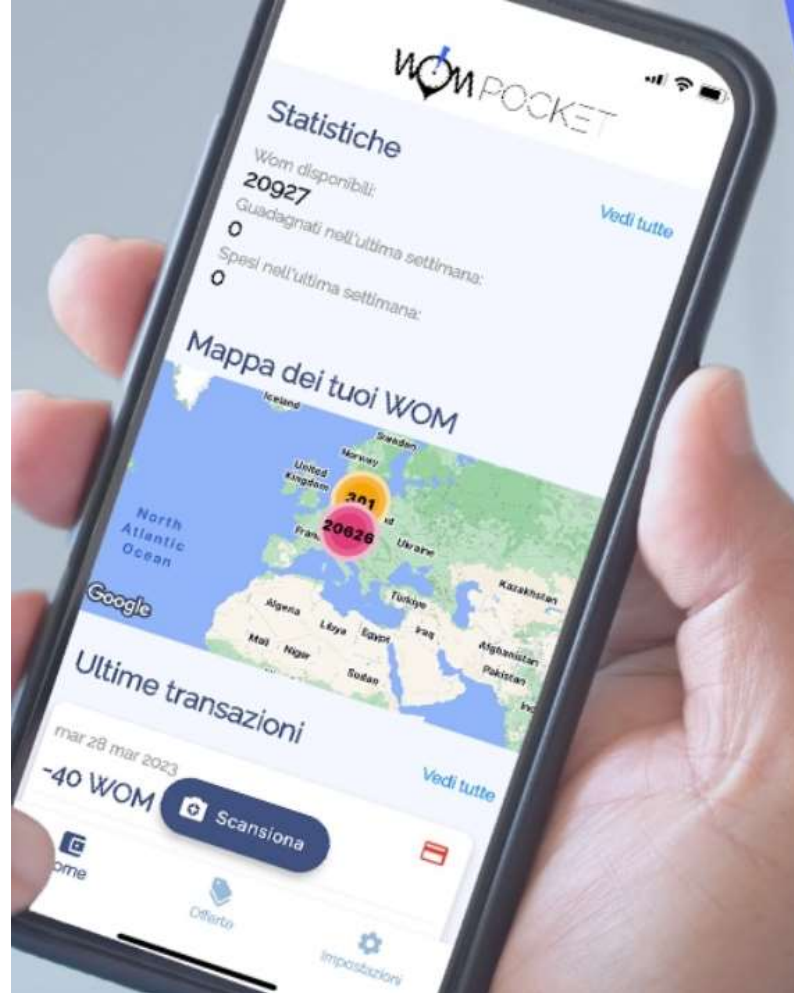 WOM POCKET
Statistiche
Wom disponibili:
20927
Vedi tutte
Guadagnati nell'ultima settimana:
0
Spesi nell'ultima settimana:
0
Mappa dei tuoi WOM
Iceland
Sweden
Norway
United
Kingdom
301
20626
Ukraine
North
Atlantic
Ocean
Kazakhstan
Türkiye
Google
Algeria
Libya
Egypt
Iraq
Afghanistan
Pakistan
Mali
Niger
Sudan
Ultime transazioni
Vedi tutte
mar 28 mar 2023
-40 WOM
Scansiona
Offerte
Impostazioni